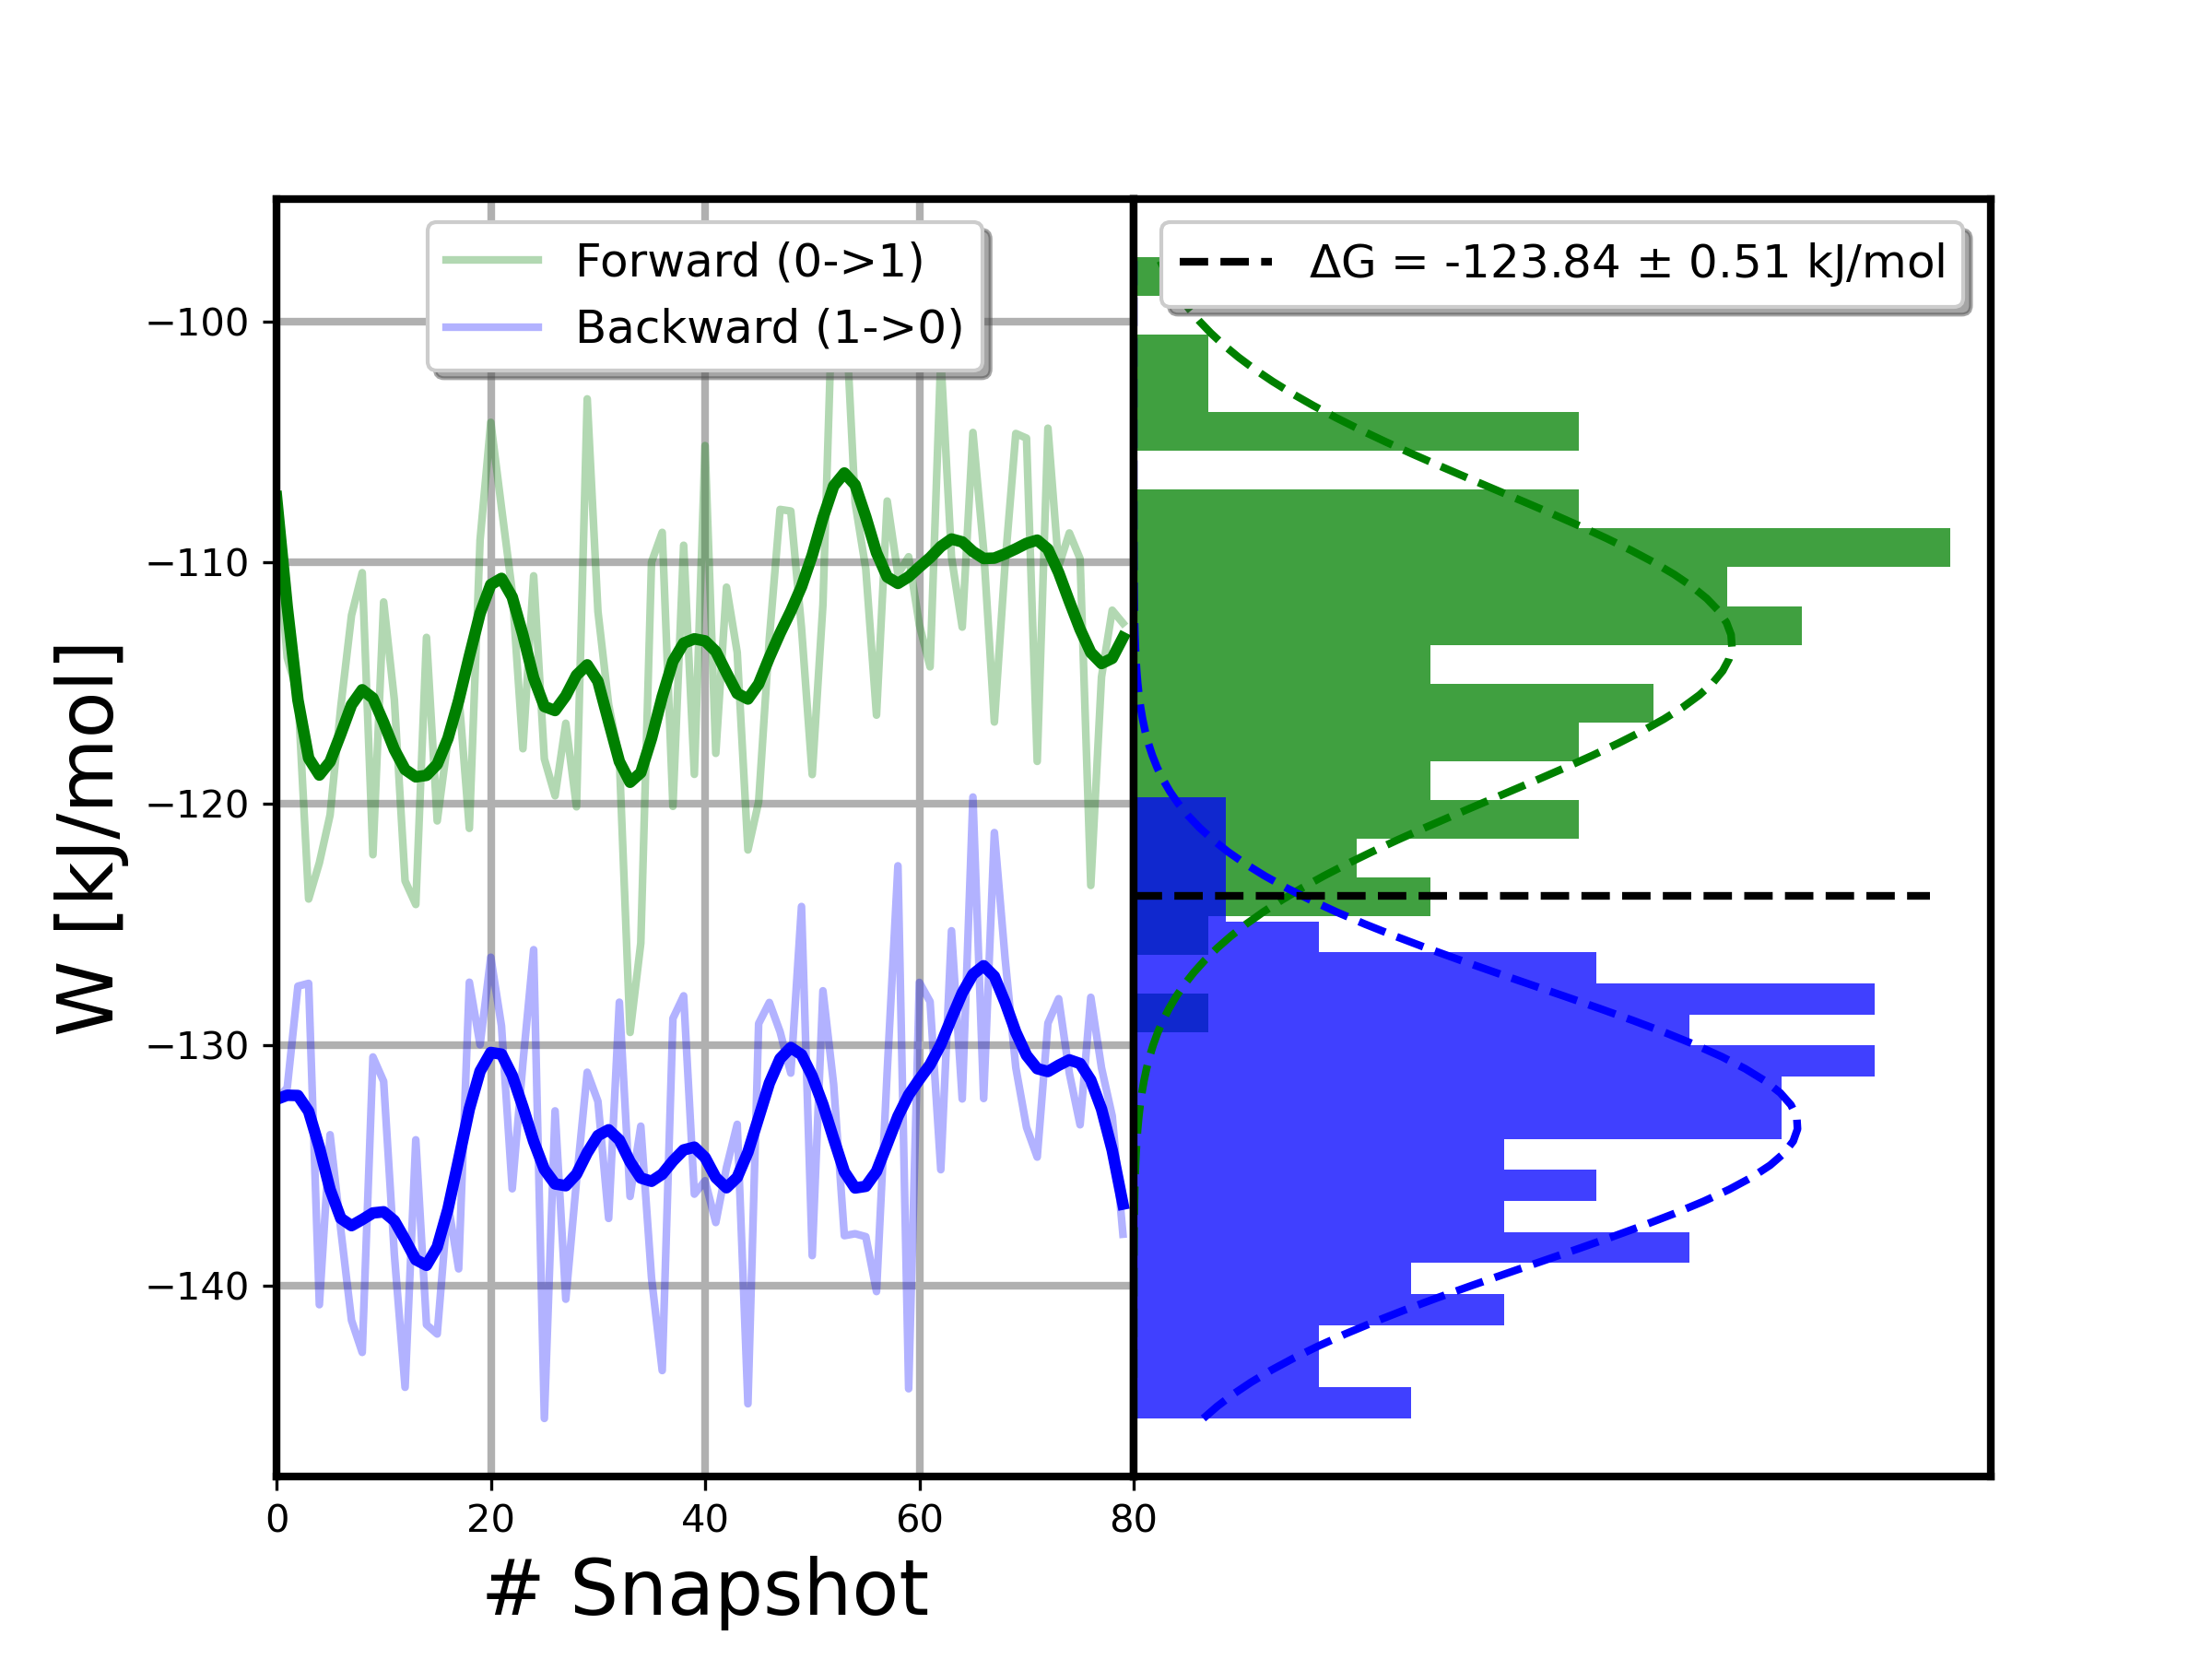 Forward (0->1)
Backward (1->0)
ΔG = -123.84 ± 0.51 kJ/mol
W [kJ/mol]
−100
−110
−120
−130
−140
0 20 40 60 80
# Snapshot